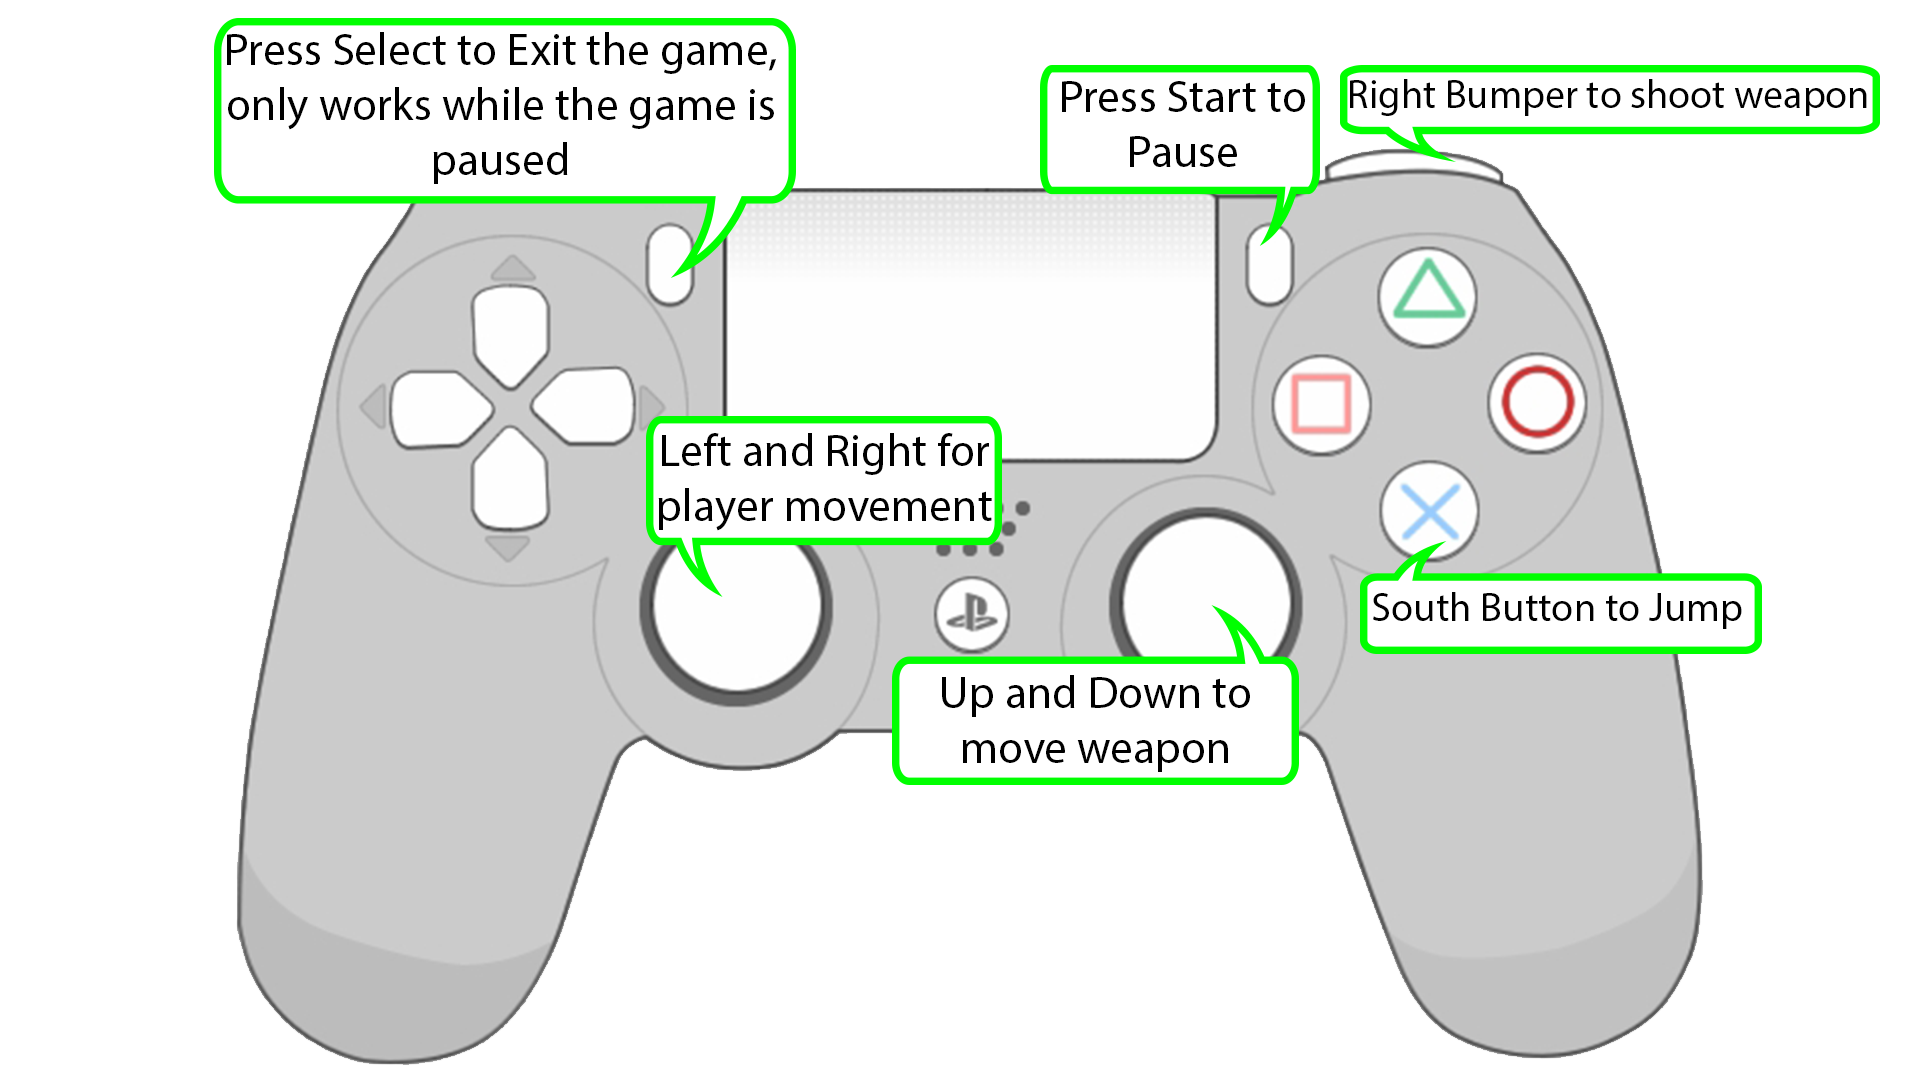 Press Select to Exit the game,
only works while the game is
paused
Press Start to
Pause
Right Bumper to shoot weapon
Left and Right for
player movement
South Button to Jump
Up and Down to
move weapon